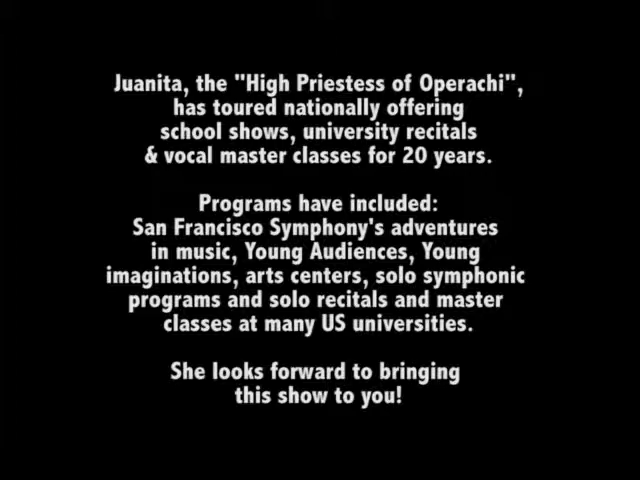 Juanita, the "High Priestess of Operachi",
has toured nationally offering
school shows, university recitals
& vocal master classes for 20 years.
Programs have included:
San Francisco Symphony's adventures
in music, Young Audiences, Young
imaginations, arts centers, solo symphonic
programs and solo recitals and master
classes at many US universities.
She looks forward to bringing
this show to you!